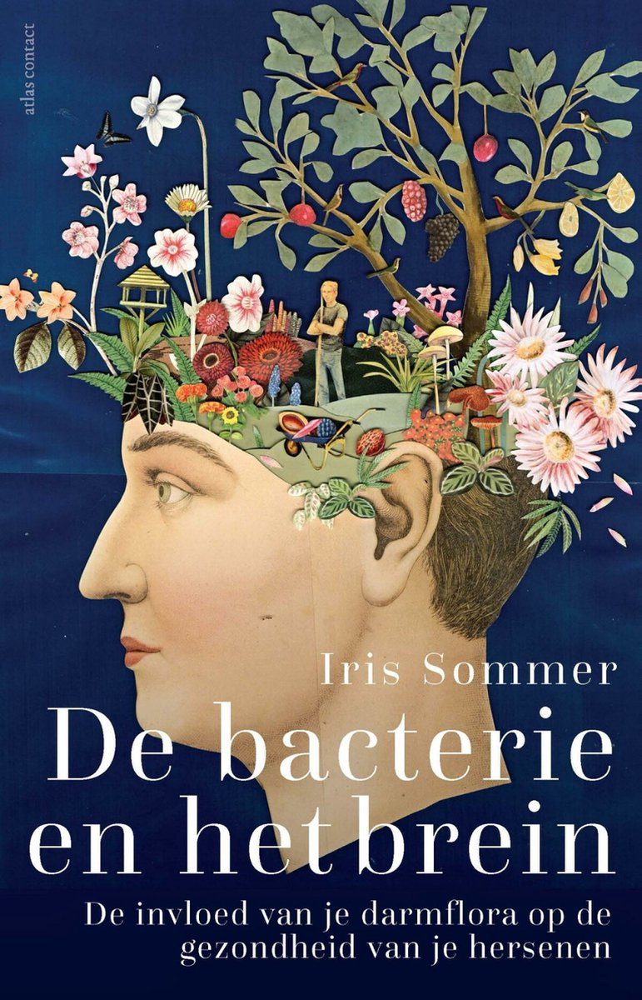 atlas contact
Iris Sommer
De bacterie
en het brein
De invloed van je darmflora op de
gezondheid van je hersenen